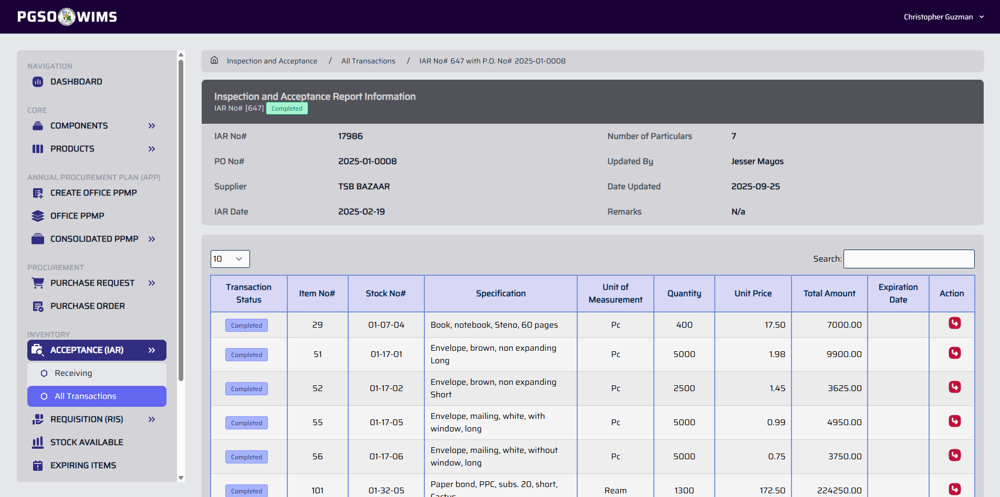 PGSO WIMS
Christopher Guzman
NAVIGATION
DASHBOARD
CORE
COMPONENTS
PRODUCTS
ANNUAL PROCUREMENT PLAN (APP)
CREATE OFFICE PPMP
OFFICE PPMP
CONSOLIDATED PPMP
PROCUREMENT
PURCHASE REQUEST
PURCHASE ORDER
INVENTORY
ACCEPTANCE (IAR)
Receiving
All Transactions
REQUISITION (RIS)
STOCK AVAILABLE
EXPIRING ITEMS
Inspection and Acceptance / All Transactions / IAR No# 647 with P.O. No# 2025-01-0008
Inspection and Acceptance Report Information
IAR No# [647] Completed
IAR No# 17986 Number of Particulars 7
PO No# 2025-01-0008 Updated By Jesser Mayos
Supplier TSB BAZAAR Date Updated 2025-09-25
IAR Date 2025-02-19 Remarks N/a
10 Search:
Transaction Status Item No# Stock No# Specification Unit of Measurement Quantity Unit Price Total Amount Expiration Date Action
Completed 29 01-07-04 Book, notebook, Steno, 60 pages Pc 400 17.50 7000.00
Completed 51 01-17-01 Envelope, brown, non expanding Long Pc 5000 1.98 9900.00
Completed 52 01-17-02 Envelope, brown, non expanding Short Pc 2500 1.45 3625.00
Completed 55 01-17-05 Envelope, mailing, white, with window, long Pc 5000 0.99 4950.00
Completed 56 01-17-06 Envelope, mailing, white, without window, long Pc 5000 0.75 3750.00
Completed 101 01-32-05 Paper bond, PPC, subs. 20, short, Cactus Ream 1300 172.50 224250.00